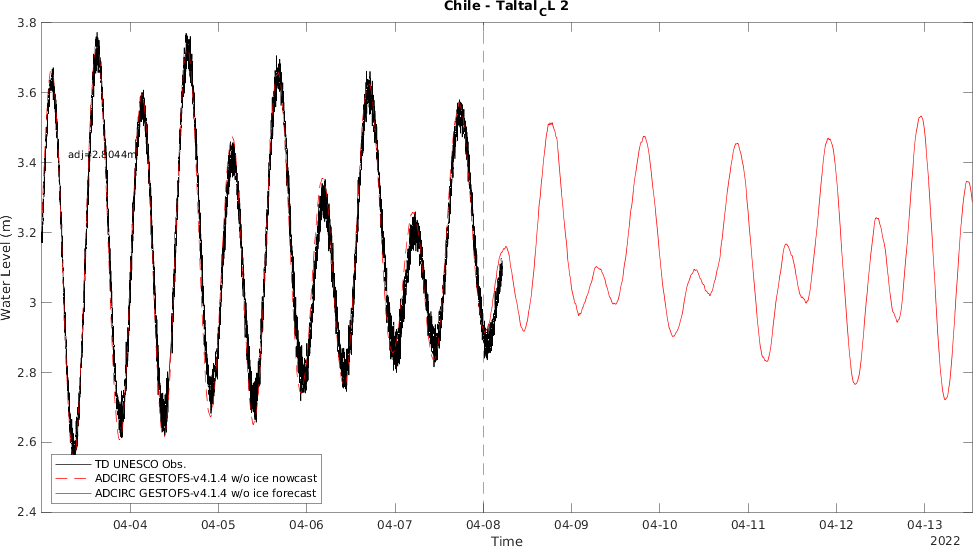 Chile - Taltal_CL 2
3.8
3.6
3.4
3.2
3
2.8
2.6
2.4
Water Level (m)
adj=2.8044m
TD UNESCO Obs.
ADCIRC GESTOFS-v4.1.4 w/o ice nowcast
ADCIRC GESTOFS-v4.1.4 w/o ice forecast
04-04 04-05 04-06 04-07 04-08 04-09 04-10 04-11 04-12 04-13
Time
2022